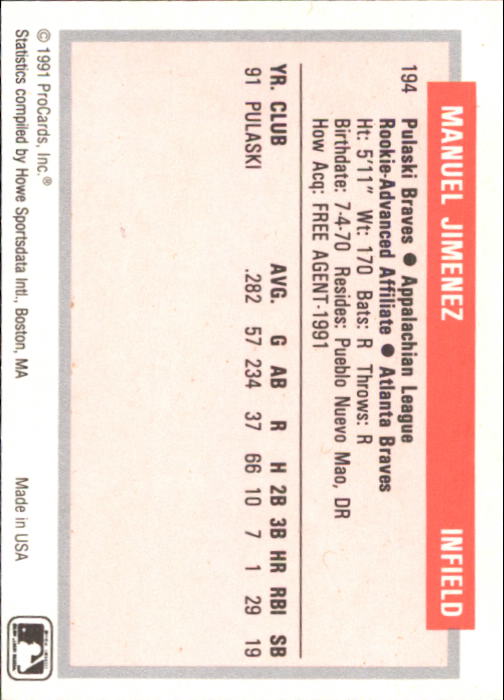 MANUEL JIMENEZ INFIELD
194 Pulaski Braves ● Appalachian League
Rookie-Advanced Affiliate ● Atlanta Braves
Ht: 5'11" Wt: 170 Bats: R Throws: R
Birthdate: 7-4-70 Resides: Pueblo Nuevo Mao, DR
How Acq: FREE AGENT-1991
YR. CLUB AVG. G AB R H 2B 3B HR RBI SB
91 PULASKI .282 57 234 37 66 10 7 1 29 19
© 1991 ProCards, Inc.®
Statistics compiled by Howe Sportsdata Intl., Boston, MA Made in USA